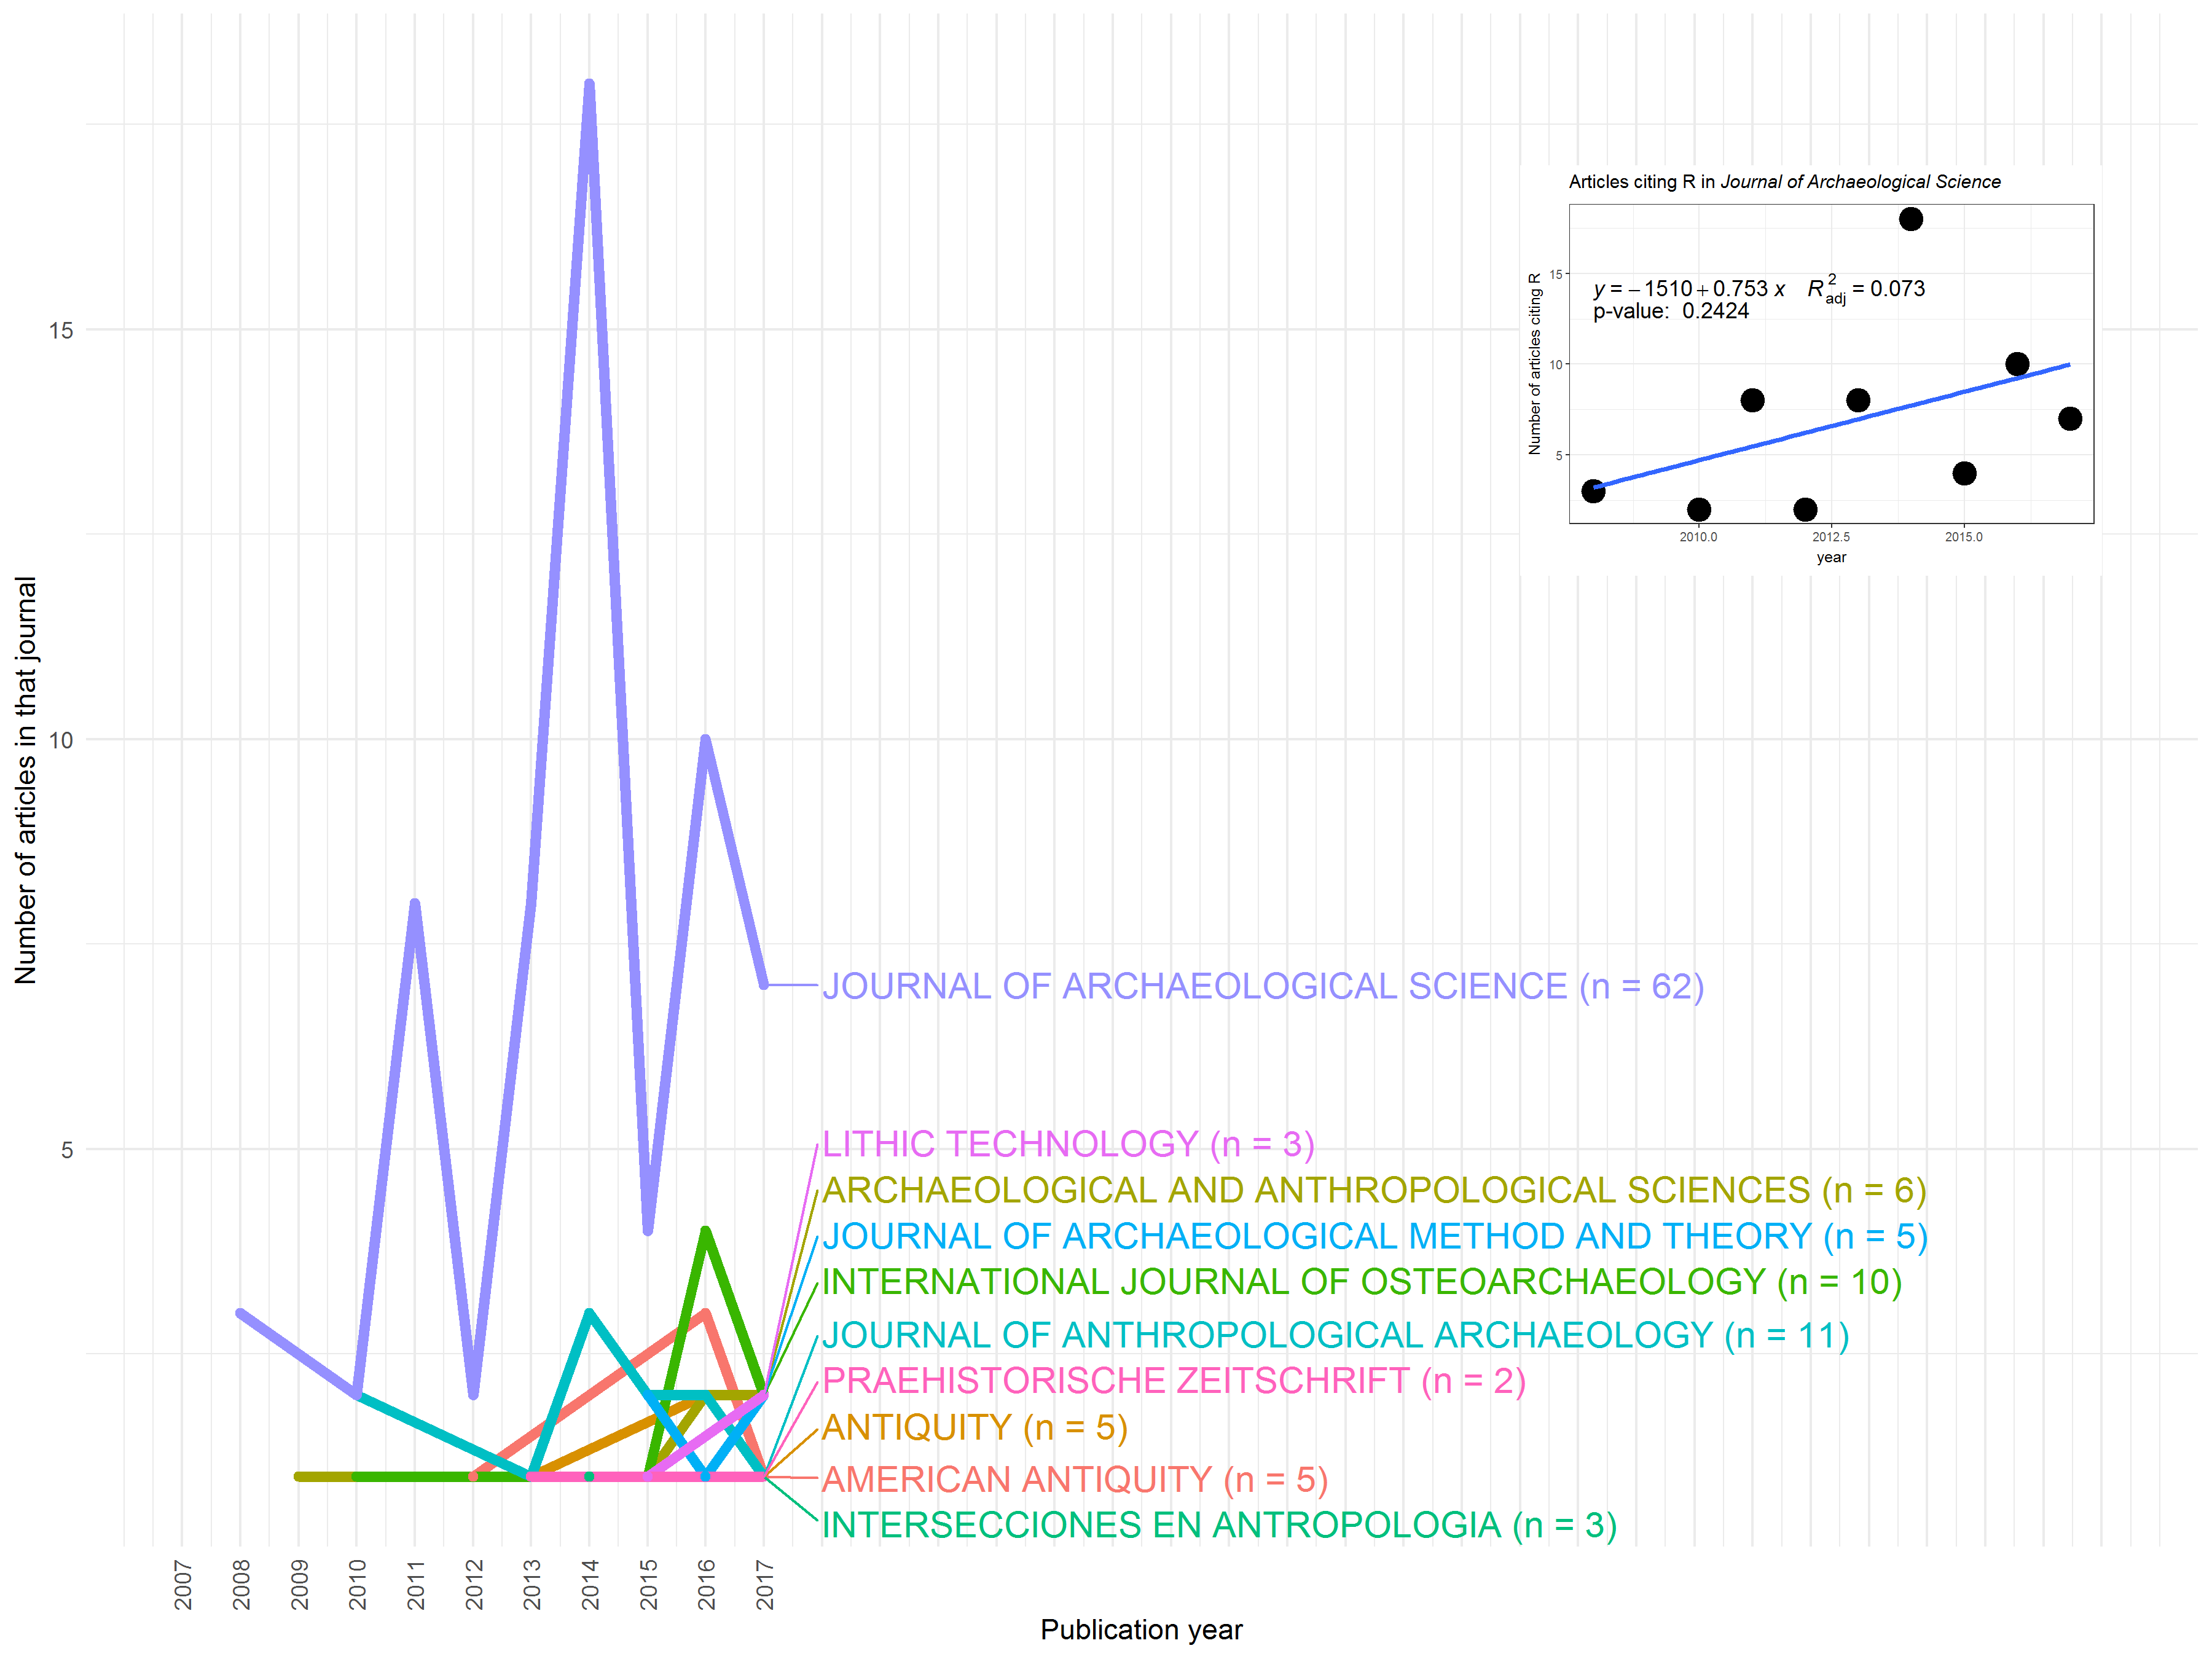 Number of articles in that journal
15
10
5
2007
2008
2009
2010
2011
2012
2013
2014
2015
2016
2017
Publication year
JOURNAL OF ARCHAEOLOGICAL SCIENCE (n = 62)
LITHIC TECHNOLOGY (n = 3)
ARCHAEOLOGICAL AND ANTHROPOLOGICAL SCIENCES (n = 6)
JOURNAL OF ARCHAEOLOGICAL METHOD AND THEORY (n = 5)
INTERNATIONAL JOURNAL OF OSTEOARCHAEOLOGY (n = 10)
JOURNAL OF ANTHROPOLOGICAL ARCHAEOLOGY (n = 11)
PRAEHISTORISCHE ZEITSCHRIFT (n = 2)
ANTIQUITY (n = 5)
AMERICAN ANTIQUITY (n = 5)
INTERSECCIONES EN ANTROPOLOGIA (n = 3)
Articles citing R in Journal of Archaeological Science
Number of articles citing R
15
10
5
y = −1510 + 0.753 x R²adj = 0.073
p-value: 0.2424
2010.0
2012.5
2015.0
year